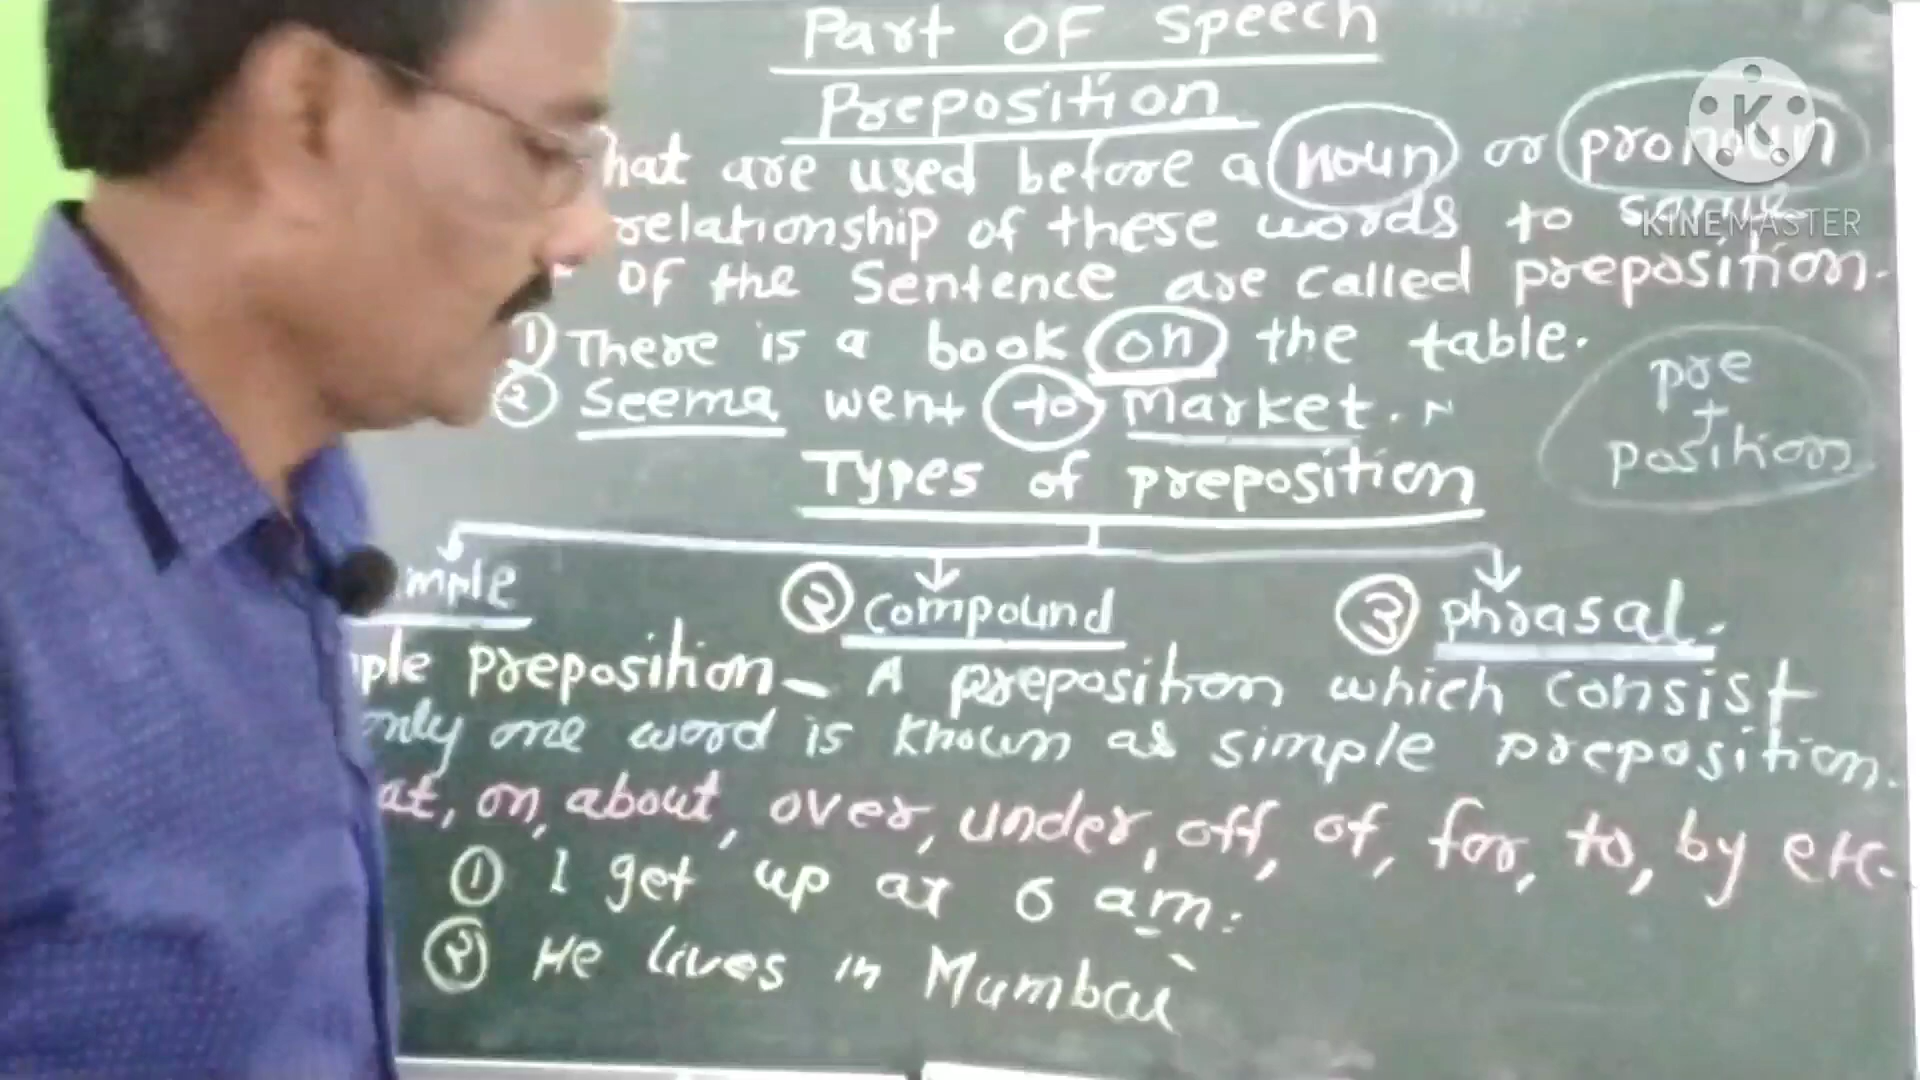 Part OF Speech
Preposition
that are used before a noun or pronoun
relationship of these words to some
OF the Sentence are called preposition.
① There is a book on the table.
② Seema went to Market. N
pre
+
position
Types of preposition
② compound
③ phrasal.
preposition - A preposition which consist
only one word is known as simple preposition.
at, on, about, over, under, off, of, for, to, by etc.
① I get up at 6 am.
② He lives in Mumbai
K
KINEMASTER